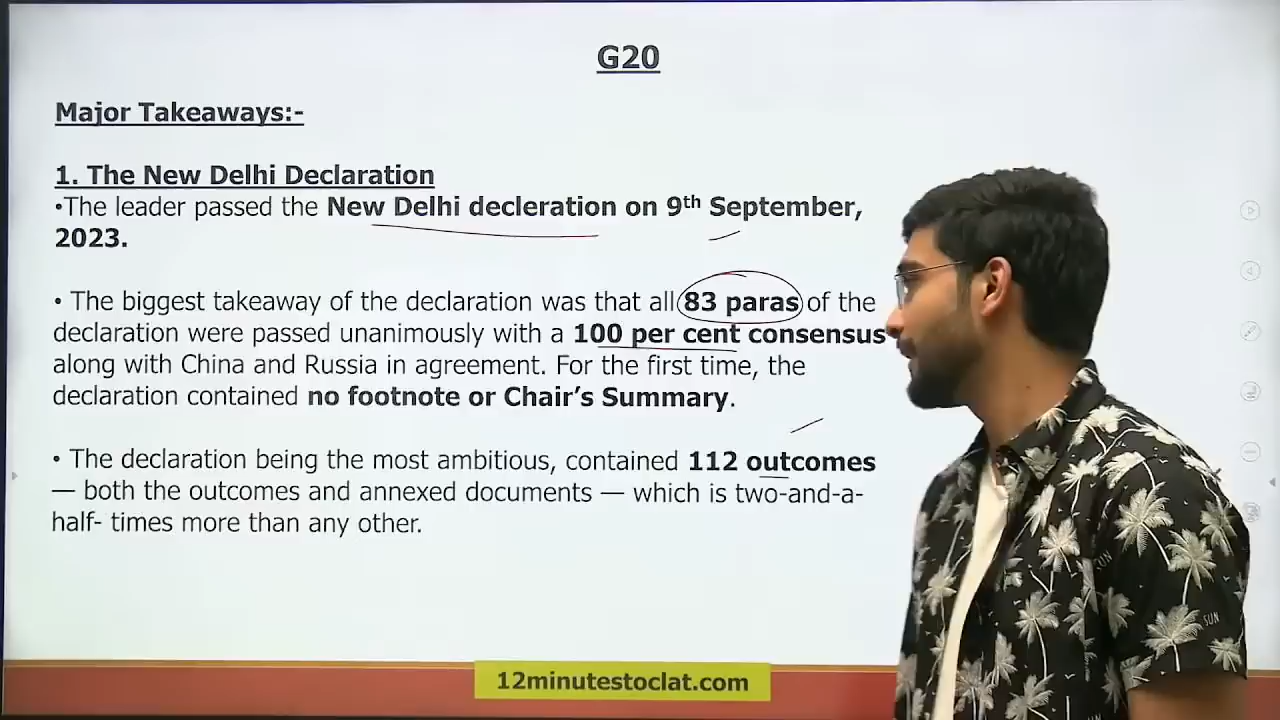 G20
Major Takeaways:-
1. The New Delhi Declaration
•The leader passed the New Delhi decleration on 9th September,
2023.
• The biggest takeaway of the declaration was that all 83 paras of the
declaration were passed unanimously with a 100 per cent consensus
along with China and Russia in agreement. For the first time, the
declaration contained no footnote or Chair’s Summary.
• The declaration being the most ambitious, contained 112 outcomes
— both the outcomes and annexed documents — which is two-and-a-
half- times more than any other.
12minutestoclat.com
SUN
SUN